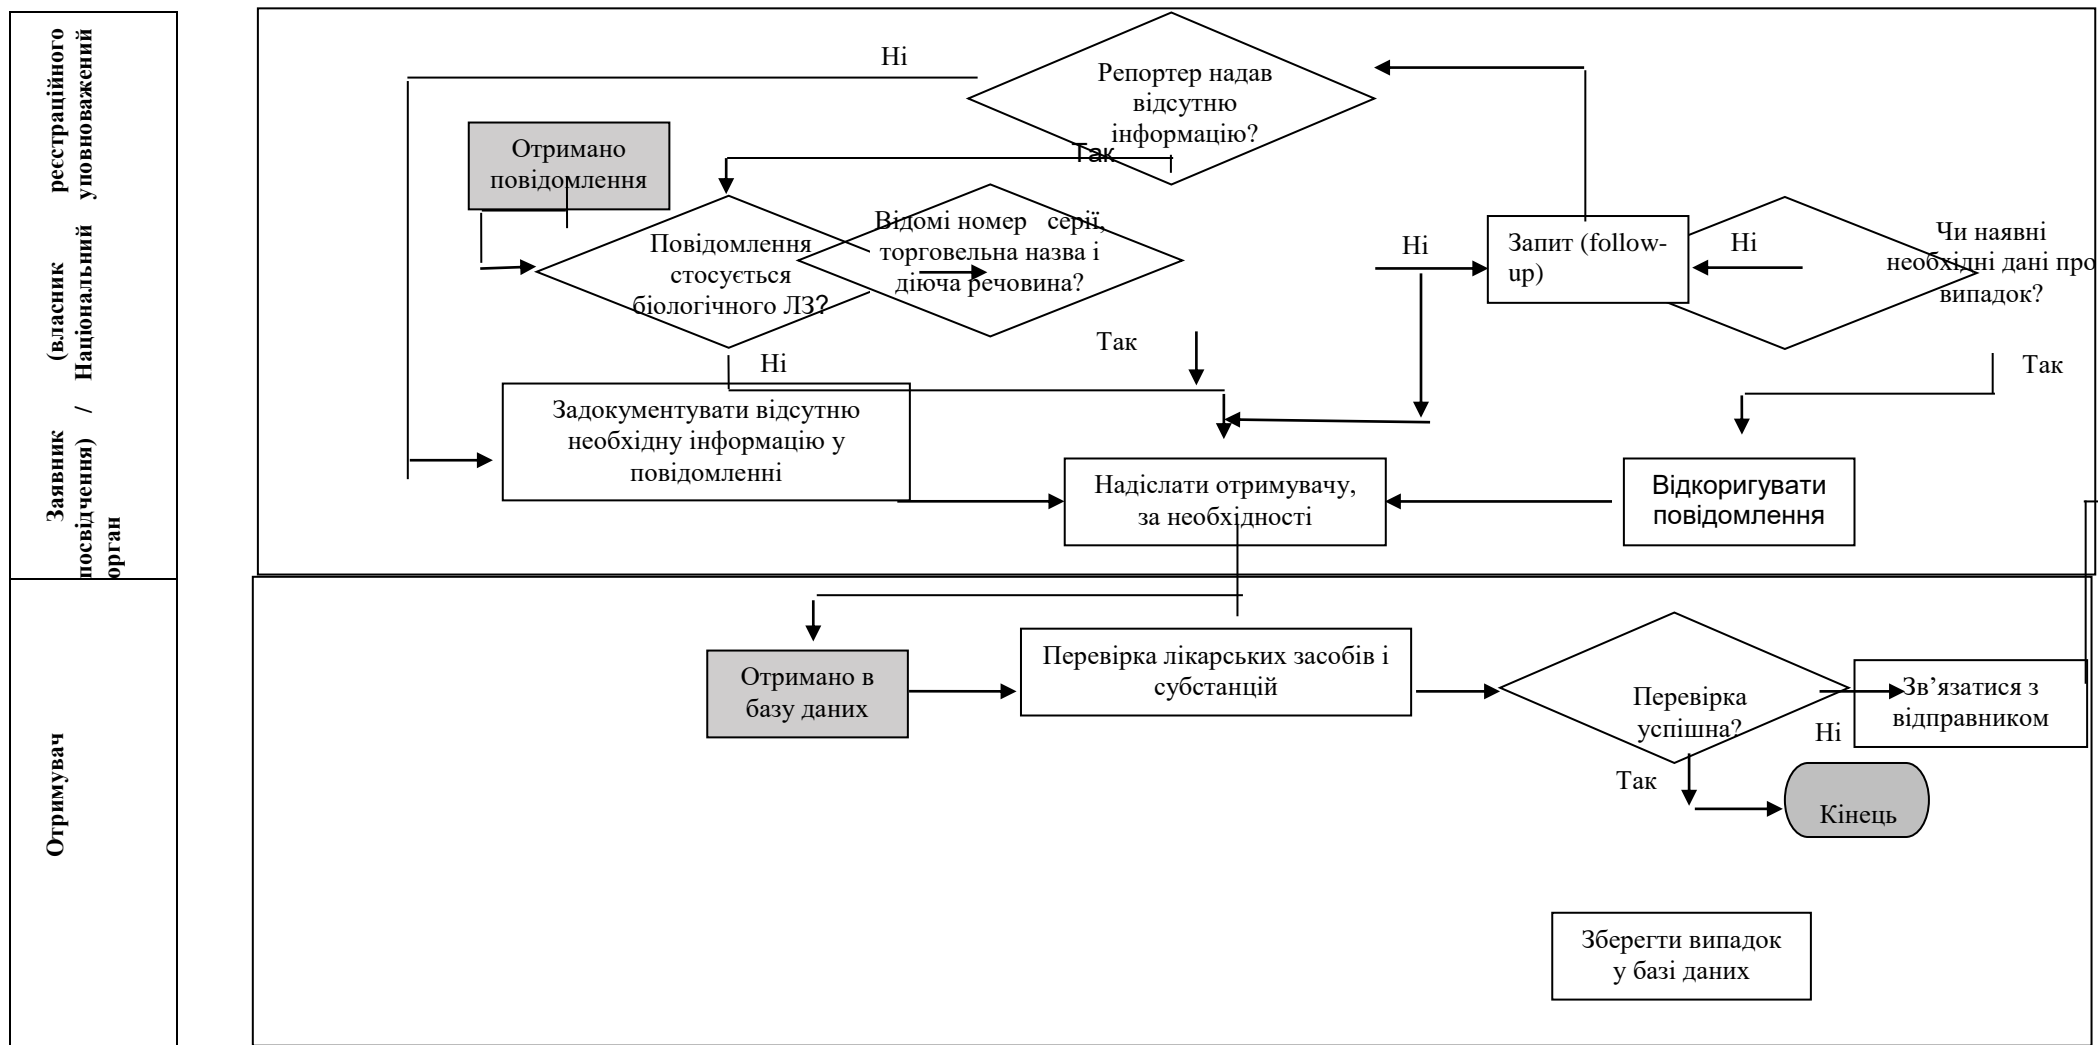 Заявник (власник реєстраційного
посвідчення) / Національний уповноважений
орган
Ні
Репортер надав
відсутню
інформацію?
Так
Отримано
повідомлення
Повідомлення
стосується
біологічного ЛЗ?
Відомі номер серії,
торговельна назва і
діюча речовина?
Ні
Запит (follow-
up)
Ні
Чи наявні
необхідні дані про
випадок?
Так
Ні
Так
Задокументувати відсутню
необхідну інформацію у
повідомленні
Надіслати отримувачу,
за необхідності
Відкоригувати
повідомлення
Отримувач
Отримано в
базу даних
Перевірка лікарських засобів і
субстанцій
Перевірка
успішна?
Ні
Зв’язатися з
відправником
Так
Кінець
Зберегти випадок
у базі даних